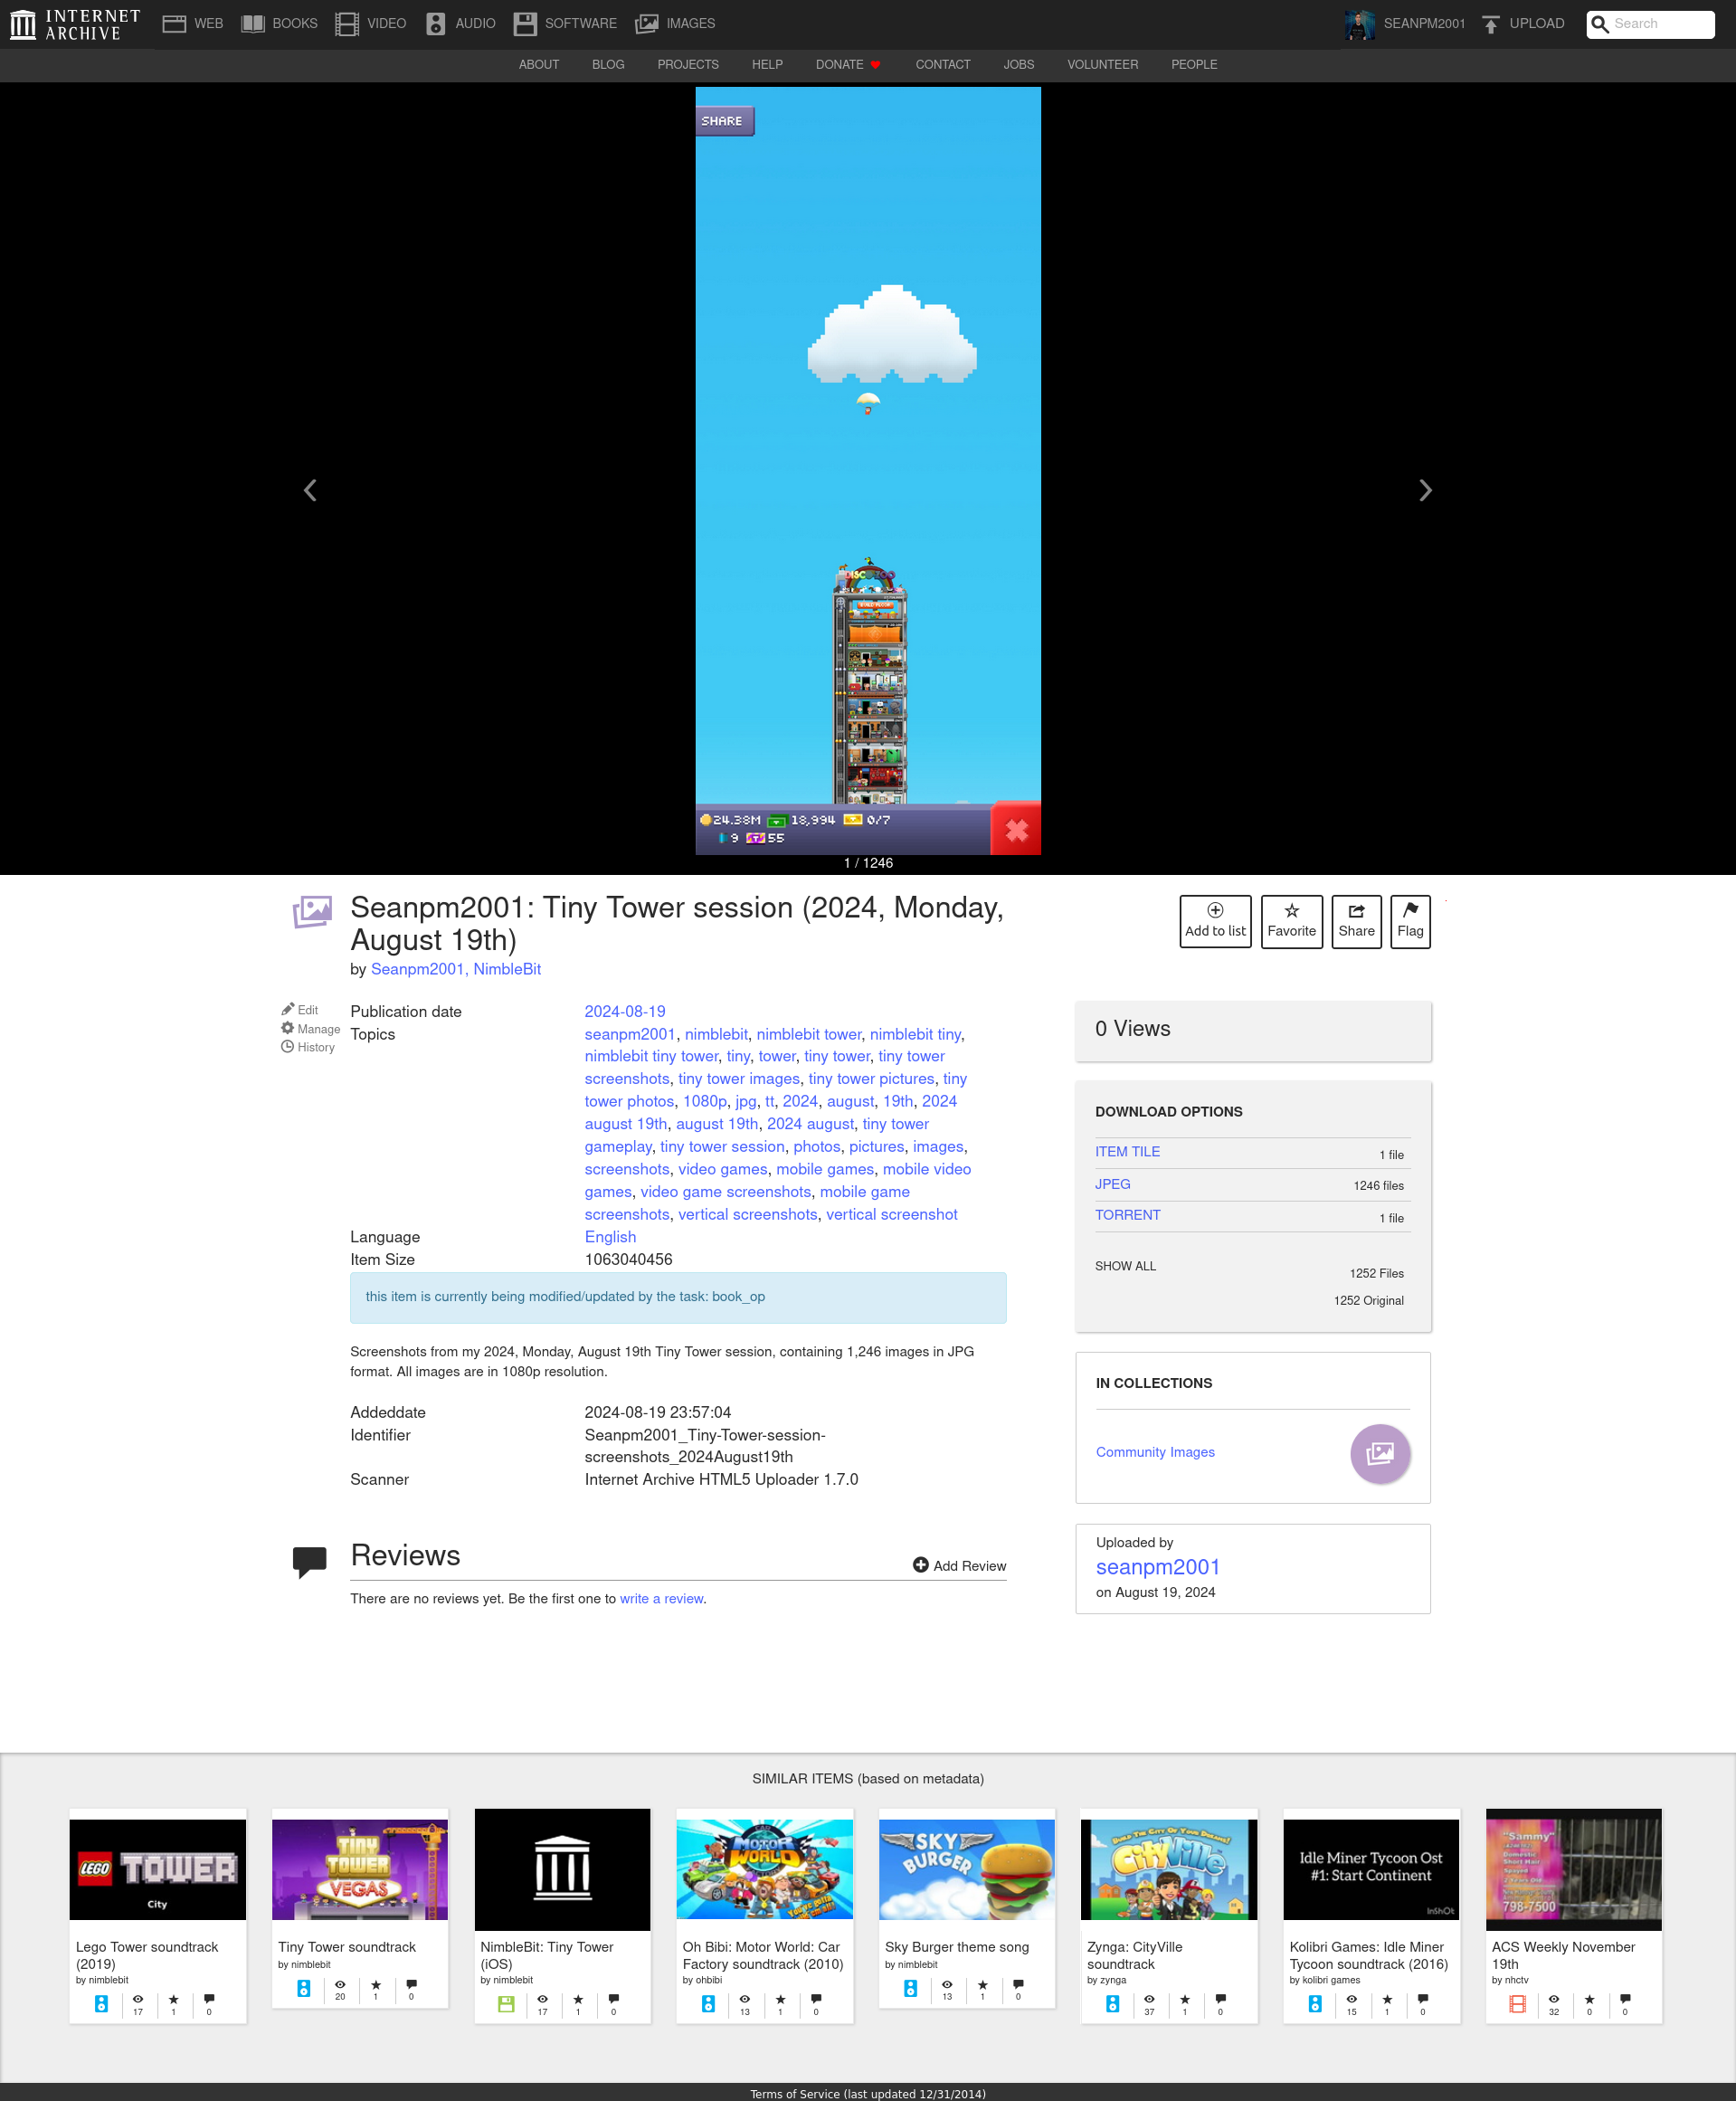 INTERNET ARCHIVE
WEB BOOKS VIDEO AUDIO SOFTWARE IMAGES SEANPM2001 UPLOAD Search
ABOUT BLOG PROJECTS HELP DONATE CONTACT JOBS VOLUNTEER PEOPLE
SHARE
24.38M 18,994 0/7
9 55
1 / 1246
Seanpm2001: Tiny Tower session (2024, Monday,
August 19th)
by Seanpm2001, NimbleBit
Add to list
Favorite
Share
Flag
Edit
Manage
History
Publication date 2024-08-19
Topics seanpm2001, nimblebit, nimblebit tower, nimblebit tiny,
nimblebit tiny tower, tiny, tower, tiny tower, tiny tower
screenshots, tiny tower images, tiny tower pictures, tiny
tower photos, 1080p, jpg, tt, 2024, august, 19th, 2024
august 19th, august 19th, 2024 august, tiny tower
gameplay, tiny tower session, photos, pictures, images,
screenshots, video games, mobile games, mobile video
games, video game screenshots, mobile game
screenshots, vertical screenshots, vertical screenshot
Language English
Item Size 1063040456
this item is currently being modified/updated by the task: book_op
Screenshots from my 2024, Monday, August 19th Tiny Tower session, containing 1,246 images in JPG
format. All images are in 1080p resolution.
Addeddate 2024-08-19 23:57:04
Identifier Seanpm2001_Tiny-Tower-session-
screenshots_2024August19th
Scanner Internet Archive HTML5 Uploader 1.7.0
Reviews
Add Review
There are no reviews yet. Be the first one to write a review.
0 Views
DOWNLOAD OPTIONS
ITEM TILE 1 file
JPEG 1246 files
TORRENT 1 file
SHOW ALL 1252 Files
1252 Original
IN COLLECTIONS
Community Images
Uploaded by
seanpm2001
on August 19, 2024
SIMILAR ITEMS (based on metadata)
LEGO TOWER
City
Lego Tower soundtrack
(2019)
by nimblebit
17 1 0
TINY
TOWER
VEGAS
Tiny Tower soundtrack
by nimblebit
20 1 0
NimbleBit: Tiny Tower
(iOS)
by nimblebit
17 1 0
MOTOR
WORLD
Oh Bibi: Motor World: Car
Factory soundtrack (2010)
by ohbibi
13 1 0
SKY
BURGER
Sky Burger theme song
by nimblebit
13 1 0
BUILD THE CITY OF YOUR DREAMS!
CityVille
Zynga: CityVille
soundtrack
by zynga
37 1 0
Idle Miner Tycoon Ost
#1: Start Continent
InShOt
Kolibri Games: Idle Miner
Tycoon soundtrack (2016)
by kolibri games
15 1 0
"Sammy"
Domestic
Short Hair
798-7500
ACS Weekly November
19th
by nhctv
32 0 0
Terms of Service (last updated 12/31/2014)